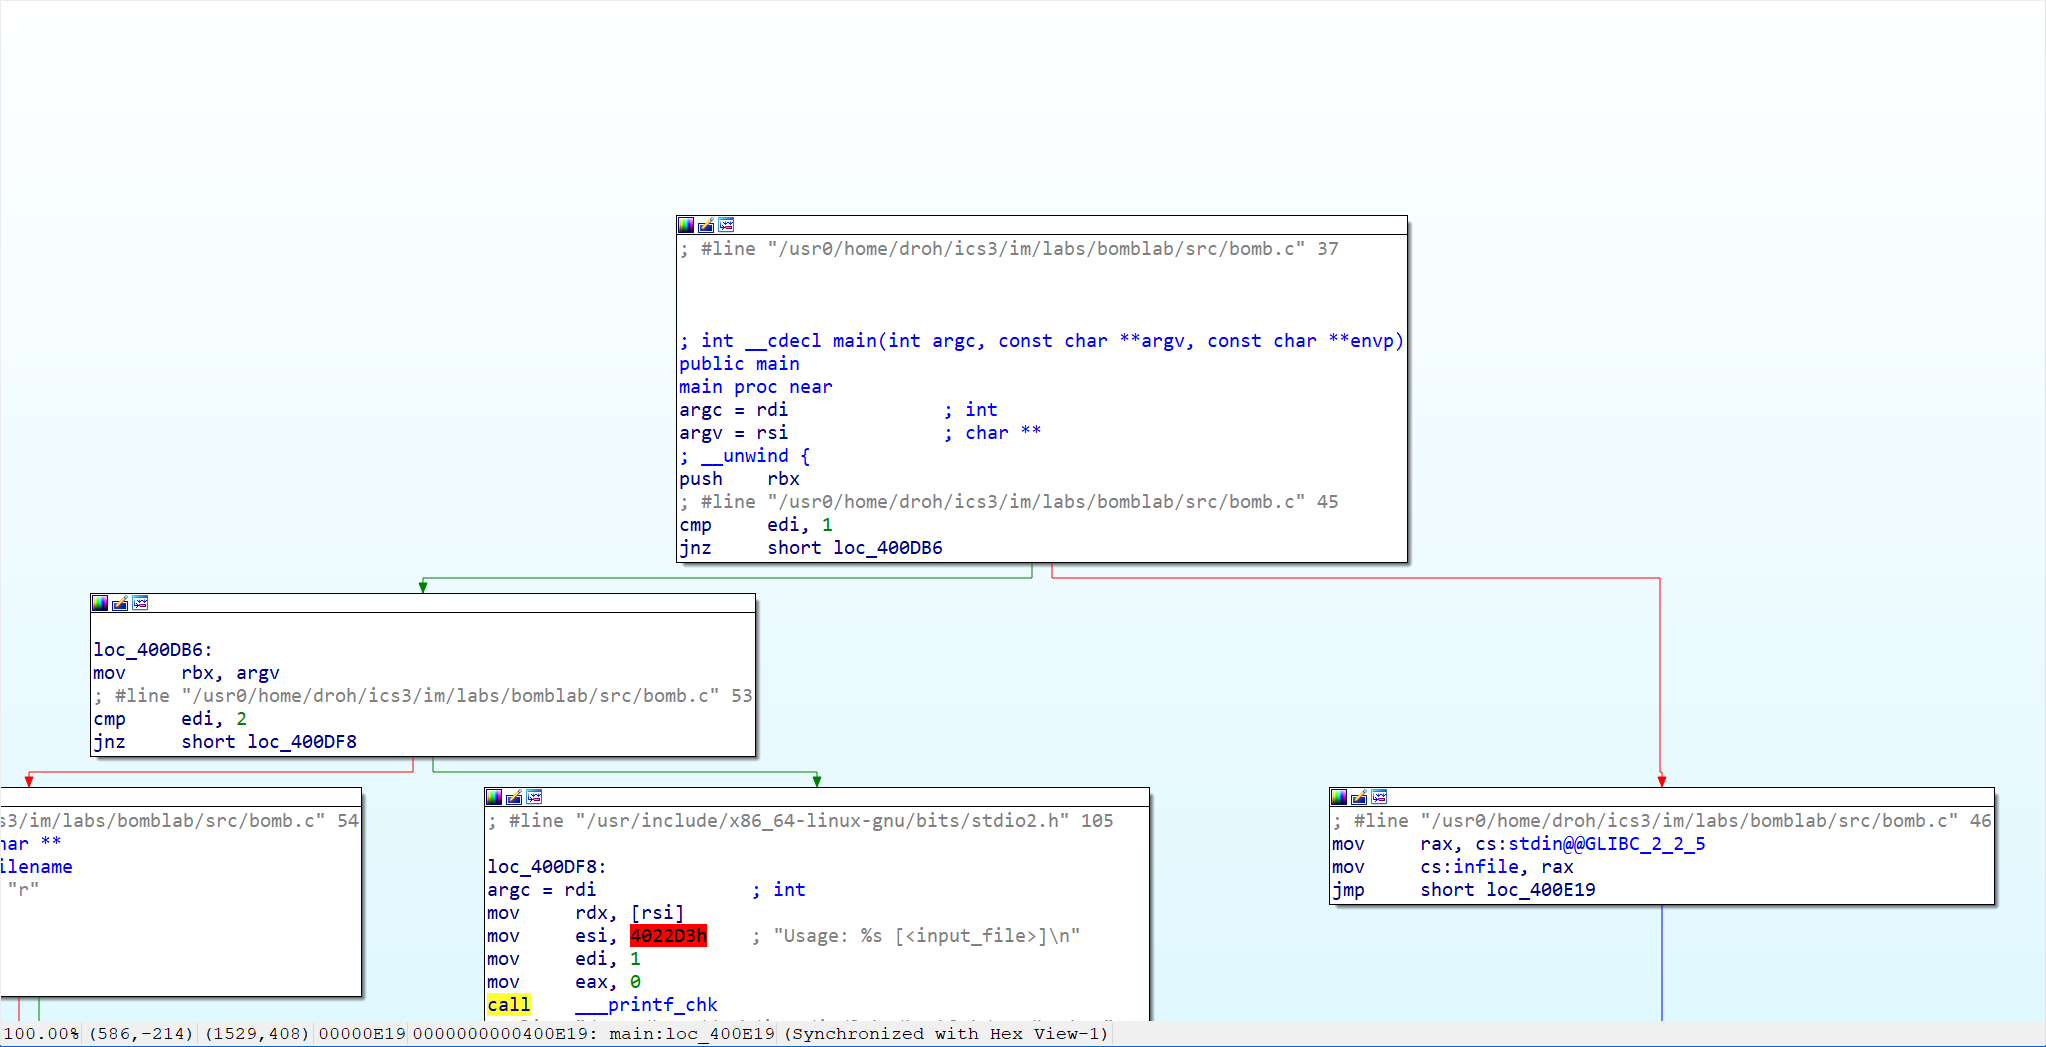 ; #line "/usr0/home/droh/ics3/im/labs/bomblab/src/bomb.c" 37
; int __cdecl main(int argc, const char **argv, const char **envp)
public main
main proc near
argc = rdi ; int
argv = rsi ; char **
; __unwind {
push rbx
; #line "/usr0/home/droh/ics3/im/labs/bomblab/src/bomb.c" 45
cmp edi, 1
jnz short loc_400DB6
loc_400DB6:
mov rbx, argv
; #line "/usr0/home/droh/ics3/im/labs/bomblab/src/bomb.c" 53
cmp edi, 2
jnz short loc_400DF8
s3/im/labs/bomblab/src/bomb.c" 54
har **
ilename
"r"
; #line "/usr/include/x86_64-linux-gnu/bits/stdio2.h" 105
loc_400DF8:
argc = rdi ; int
mov rdx, [rsi]
mov esi, 4022D3h ; "Usage: %s [<input_file>]\n"
mov edi, 1
mov eax, 0
call ___printf_chk
; #line "/usr0/home/droh/ics3/im/labs/bomblab/src/bomb.c" 46
mov rax, cs:stdin@@GLIBC_2_2_5
mov cs:infile, rax
jmp short loc_400E19
100.00% (586,-214) (1529,408) 00000E19 0000000000400E19: main:loc_400E19 (Synchronized with Hex View-1)